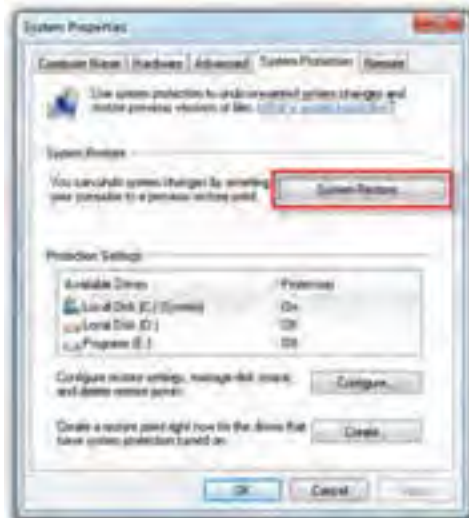 System Properties
Computer Name Hardware Advanced System Protection Remote
Use system protection to undo unwanted system changes and
restore previous versions of files. What is system protection?
System Restore
You can undo system changes by reverting
your computer to a previous restore point.
System Restore...
Protection Settings
Available Drives Protection
Local Disk (C:) (System) On
Local Disk (D:) Off
Programs (E:) Off
Configure restore settings, manage disk space,
and delete restore points.
Configure...
Create a restore point right now for the drives that
have system protection turned on.
Create...
OK Cancel Apply